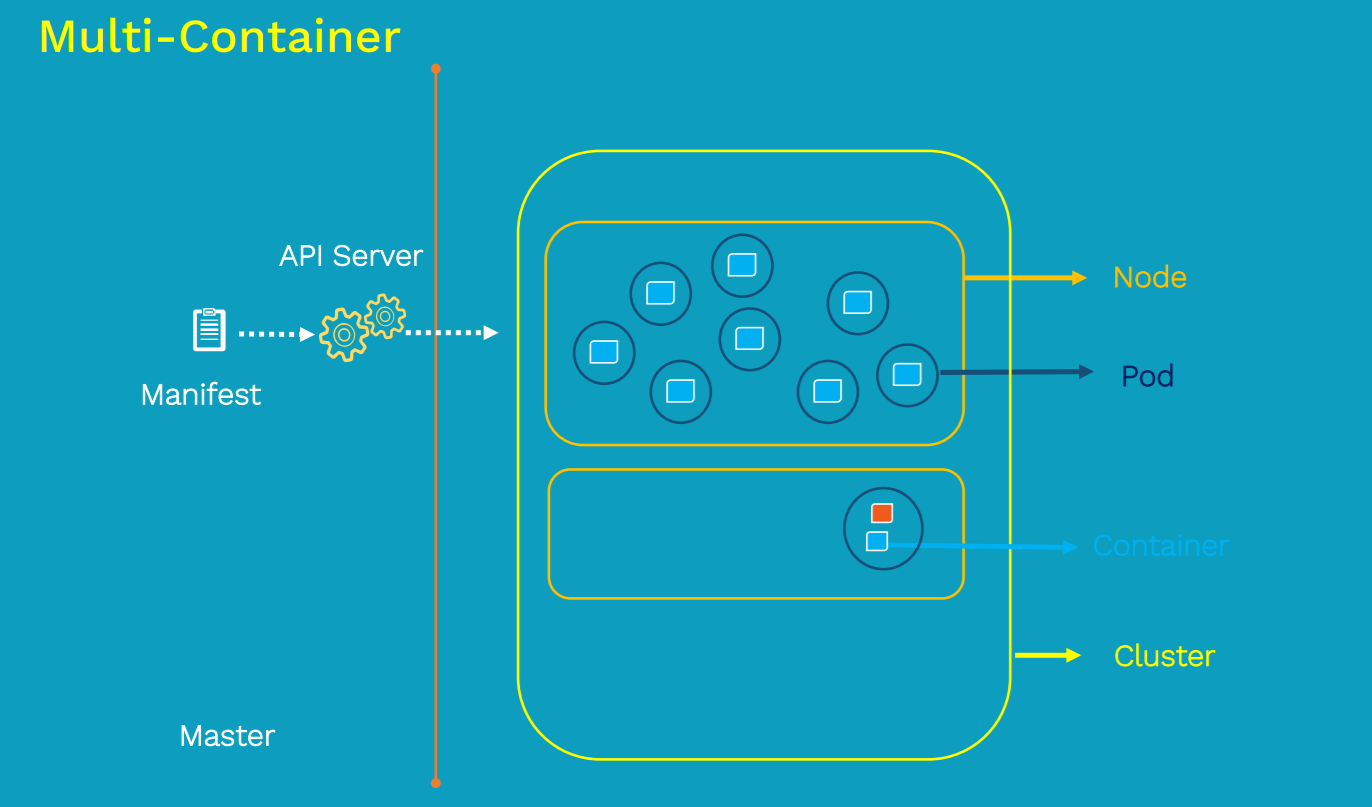 Multi-Container
API Server
Manifest
Master
Node
Pod
Container
Cluster